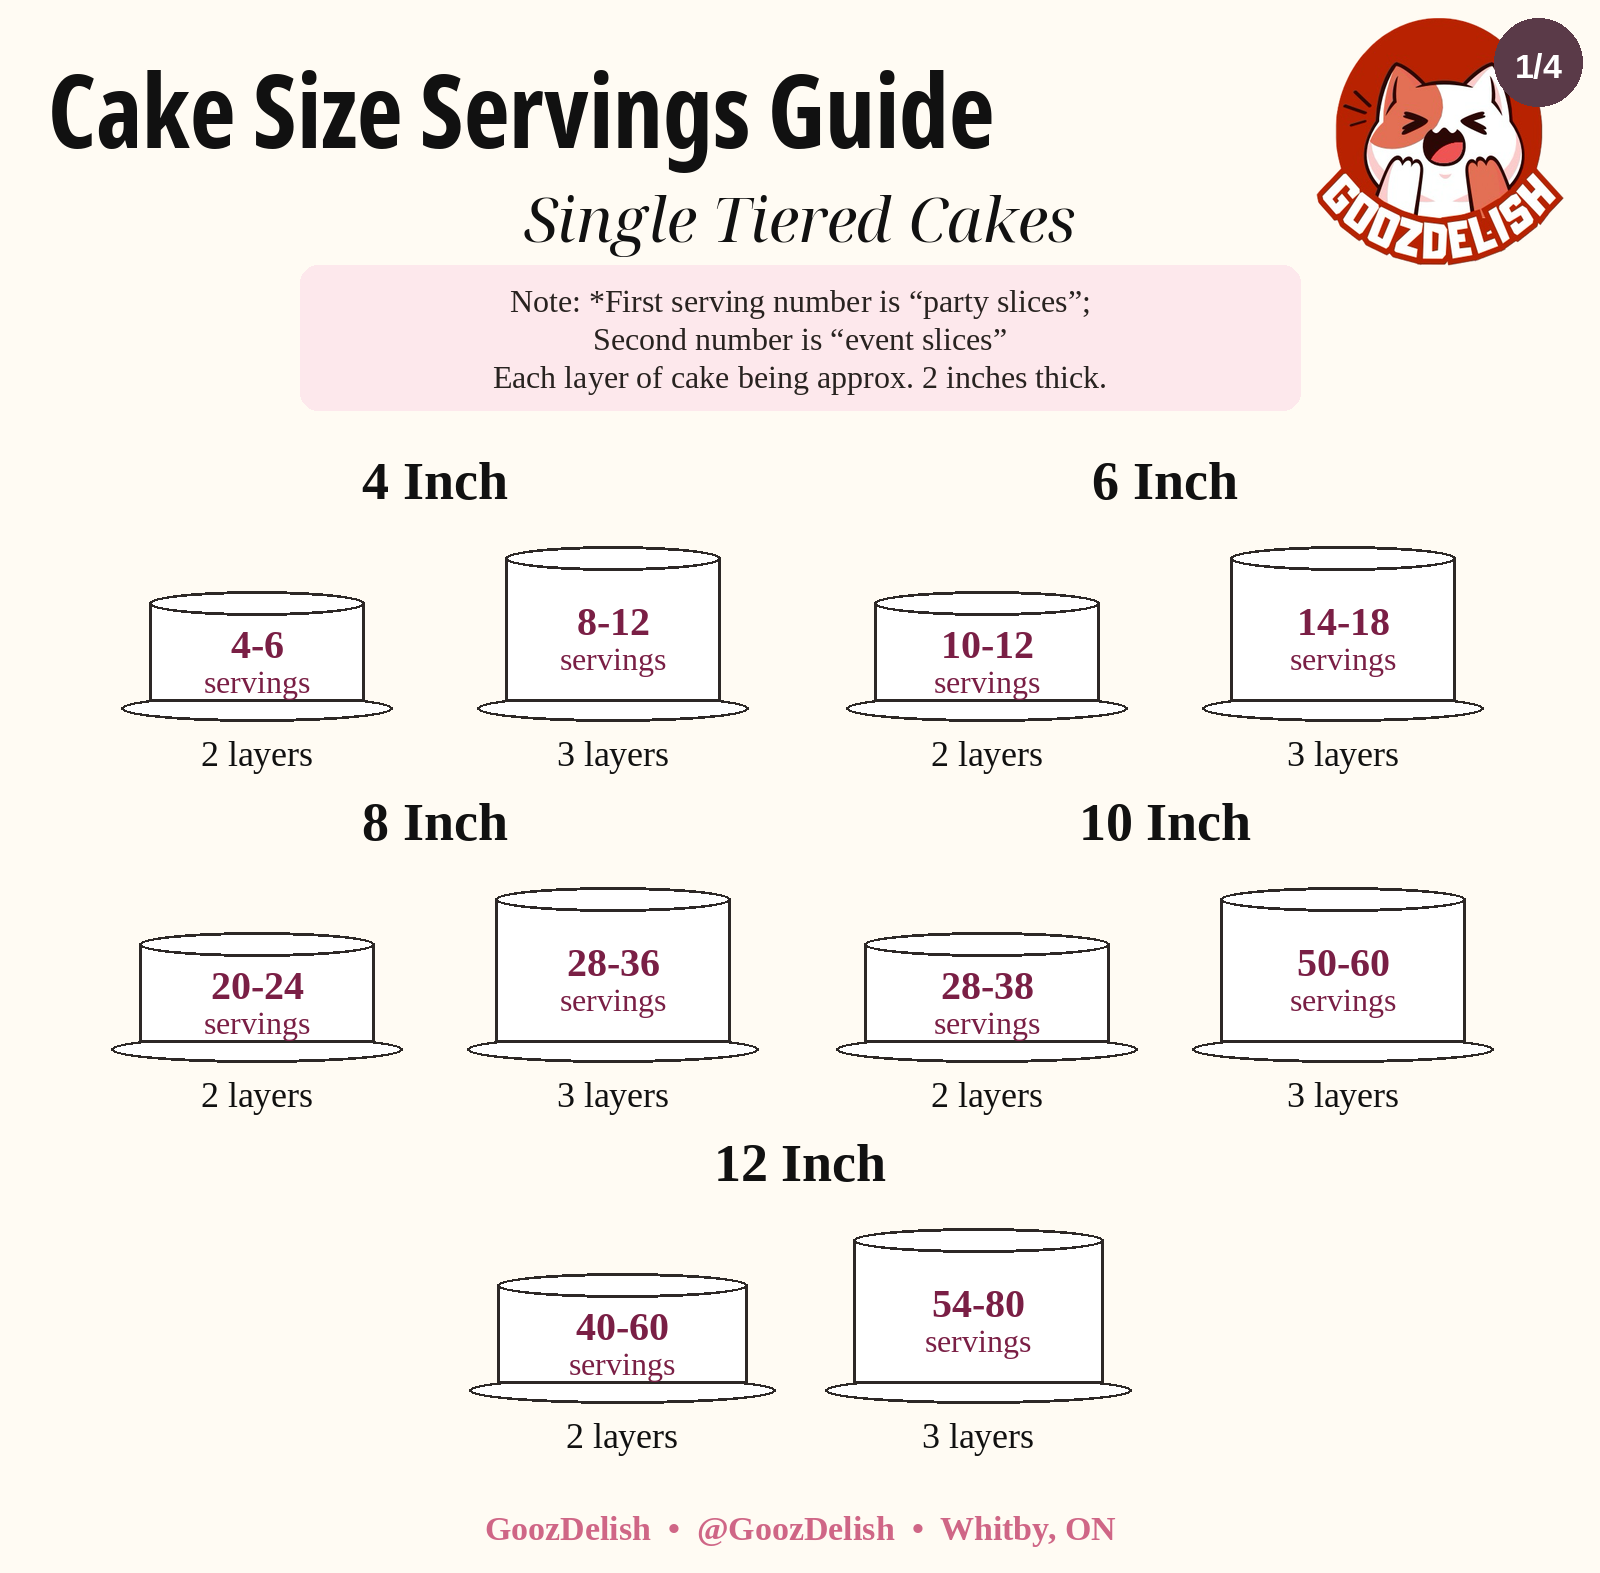 1/4
Cake Size Servings Guide
GOOZDELISH
Single Tiered Cakes
Note: *First serving number is “party slices”;
Second number is “event slices”
Each layer of cake being approx. 2 inches thick.
4 Inch
4-6
servings
2 layers
8-12
servings
3 layers
6 Inch
10-12
servings
2 layers
14-18
servings
3 layers
8 Inch
20-24
servings
2 layers
28-36
servings
3 layers
10 Inch
28-38
servings
2 layers
50-60
servings
3 layers
12 Inch
40-60
servings
2 layers
54-80
servings
3 layers
GoozDelish • @GoozDelish • Whitby, ON